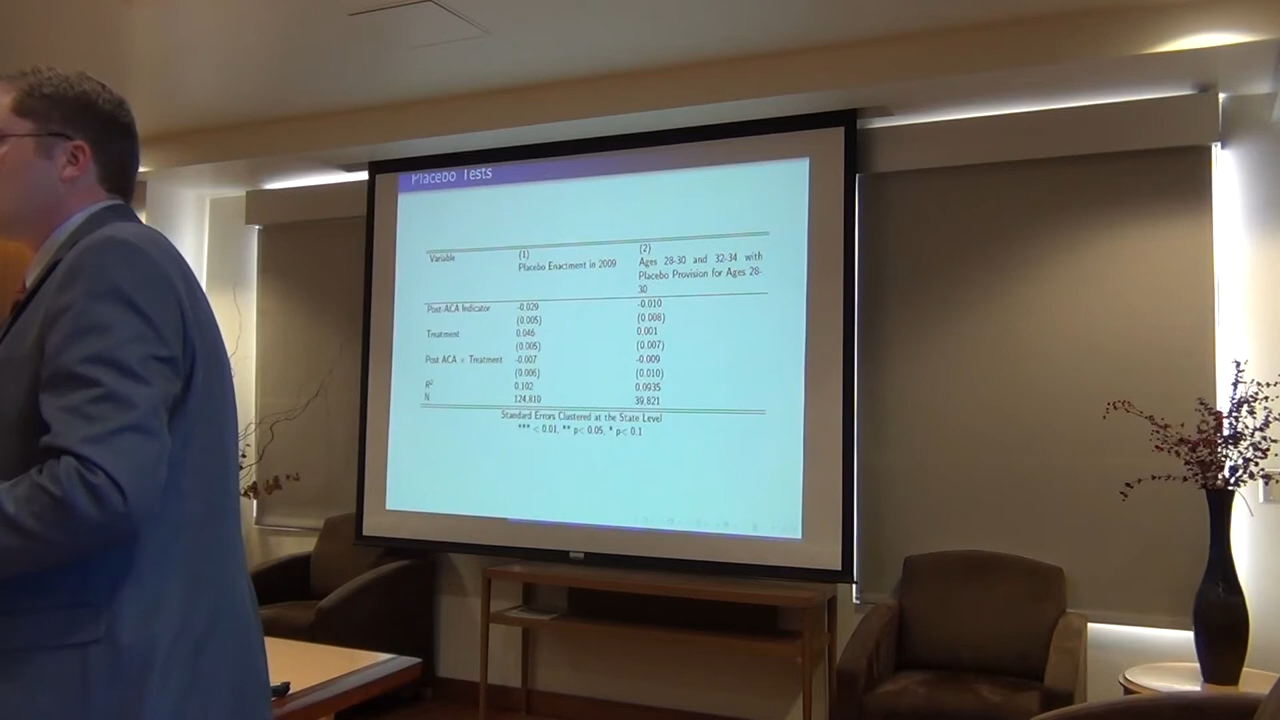 Placebo Tests
Variable (1) (2)
Placebo Enactment in 2009 Ages 28-30 and 32-34 with
Placebo Provision for Ages 28-
30
Post-ACA Indicator -0.029 -0.010
(0.005) (0.008)
Treatment 0.046 0.001
(0.005) (0.007)
Post ACA × Treatment -0.007 -0.009
(0.006) (0.010)
R² 0.102 0.0935
N 124,810 39,821
Standard Errors Clustered at the State Level
*** < 0.01, ** p< 0.05, * p< 0.1